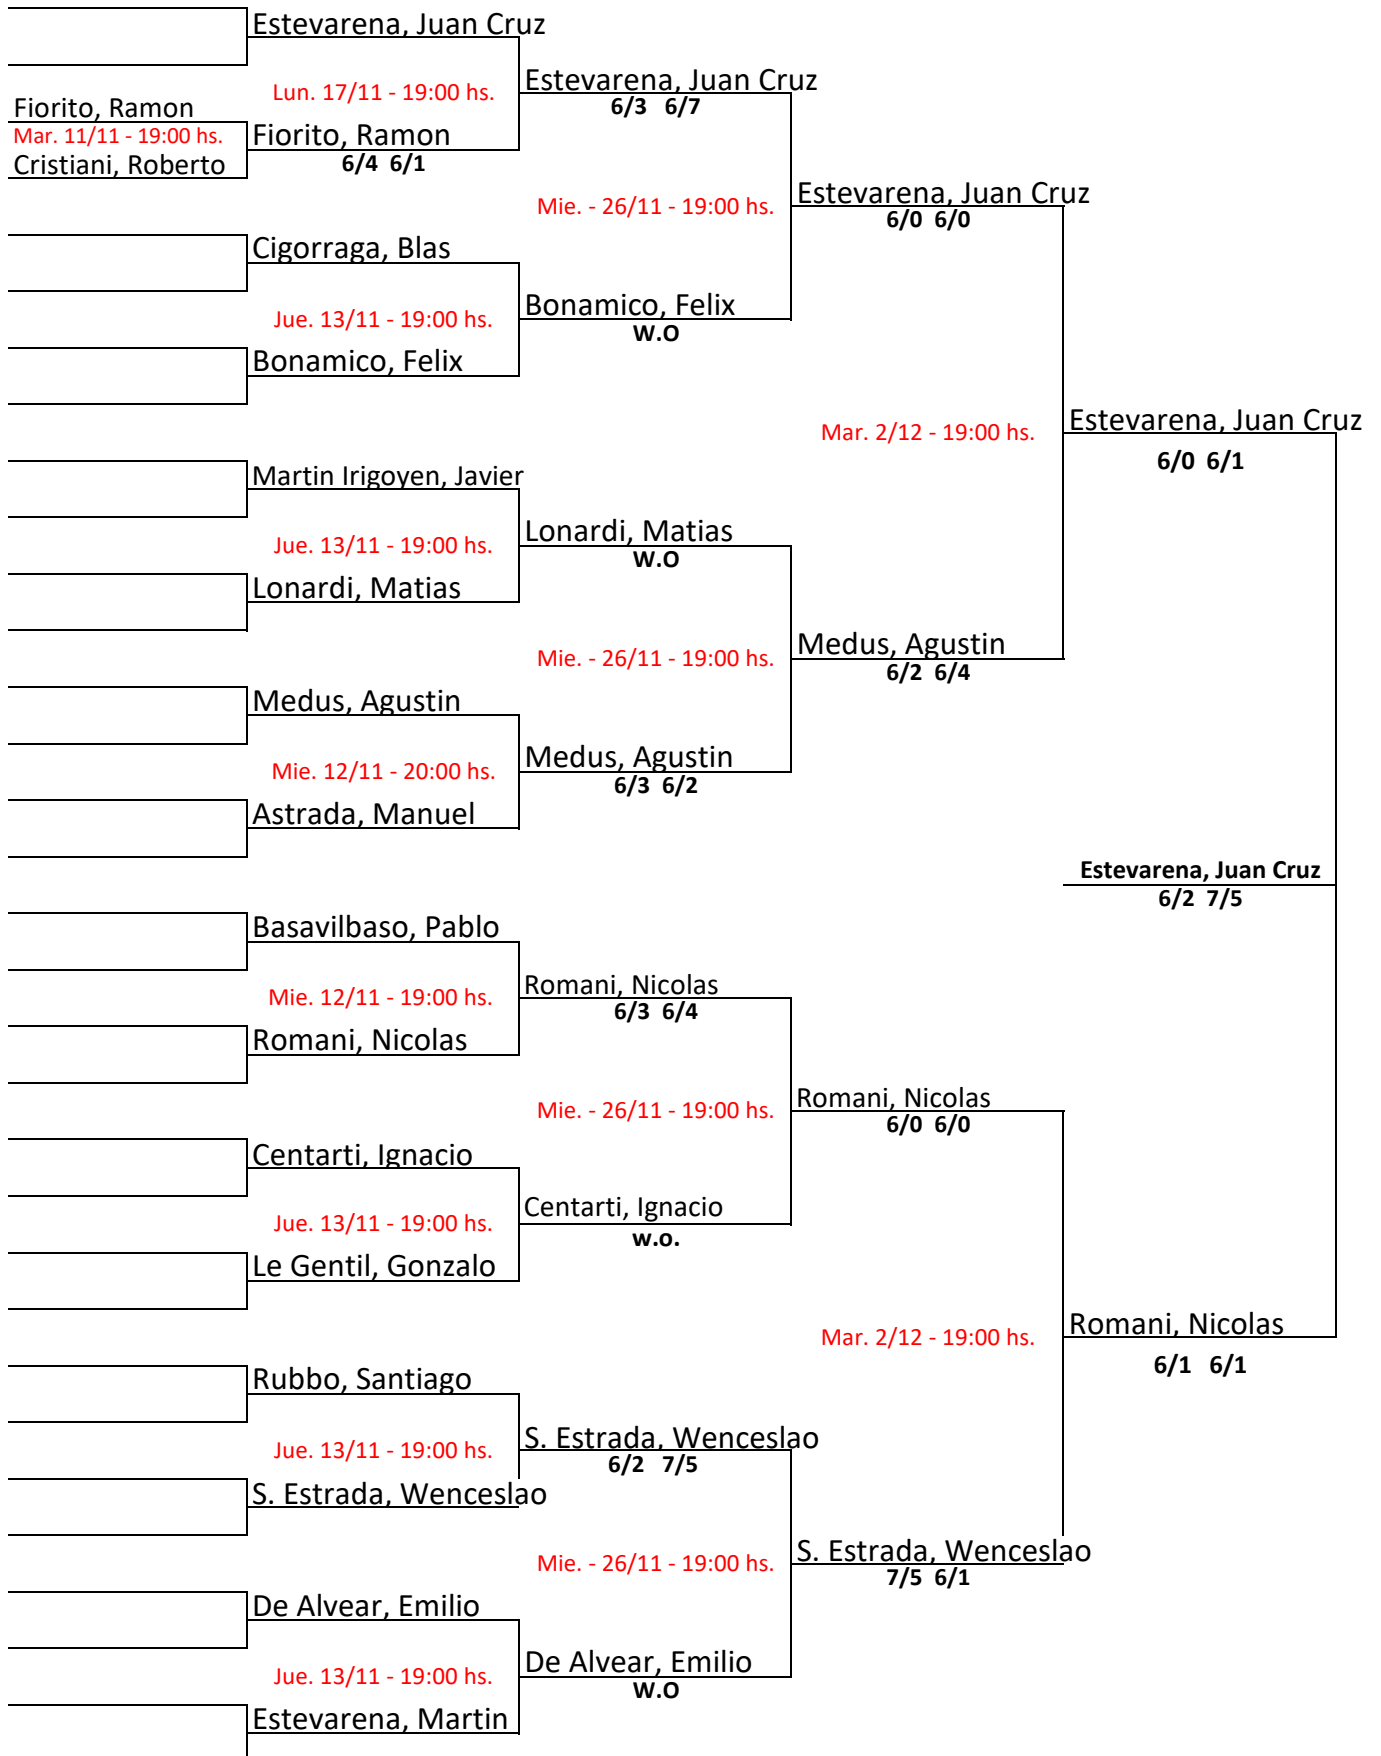 Estevarena, Juan Cruz
Lun. 17/11 - 19:00 hs.
Estevarena, Juan Cruz
6/3 6/7
Fiorito, Ramon
Mar. 11/11 - 19:00 hs.
Cristiani, Roberto
Fiorito, Ramon
6/4 6/1
Mie. - 26/11 - 19:00 hs.
Estevarena, Juan Cruz
6/0 6/0
Cigorraga, Blas
Jue. 13/11 - 19:00 hs.
Bonamico, Felix
W.O
Bonamico, Felix
Mar. 2/12 - 19:00 hs.
Estevarena, Juan Cruz
6/0 6/1
Martin Irigoyen, Javier
Jue. 13/11 - 19:00 hs.
Lonardi, Matias
W.O
Lonardi, Matias
Mie. - 26/11 - 19:00 hs.
Medus, Agustin
6/2 6/4
Medus, Agustin
Mie. 12/11 - 20:00 hs.
Medus, Agustin
6/3 6/2
Astrada, Manuel
Estevarena, Juan Cruz
6/2 7/5
Basavilbaso, Pablo
Mie. 12/11 - 19:00 hs.
Romani, Nicolas
6/3 6/4
Romani, Nicolas
Mie. - 26/11 - 19:00 hs.
Romani, Nicolas
6/0 6/0
Centarti, Ignacio
Jue. 13/11 - 19:00 hs.
Centarti, Ignacio
w.o.
Le Gentil, Gonzalo
Mar. 2/12 - 19:00 hs.
Romani, Nicolas
6/1 6/1
Rubbo, Santiago
Jue. 13/11 - 19:00 hs.
S. Estrada, Wenceslao
6/2 7/5
S. Estrada, Wenceslao
Mie. - 26/11 - 19:00 hs.
S. Estrada, Wenceslao
7/5 6/1
De Alvear, Emilio
Jue. 13/11 - 19:00 hs.
De Alvear, Emilio
W.O
Estevarena, Martin